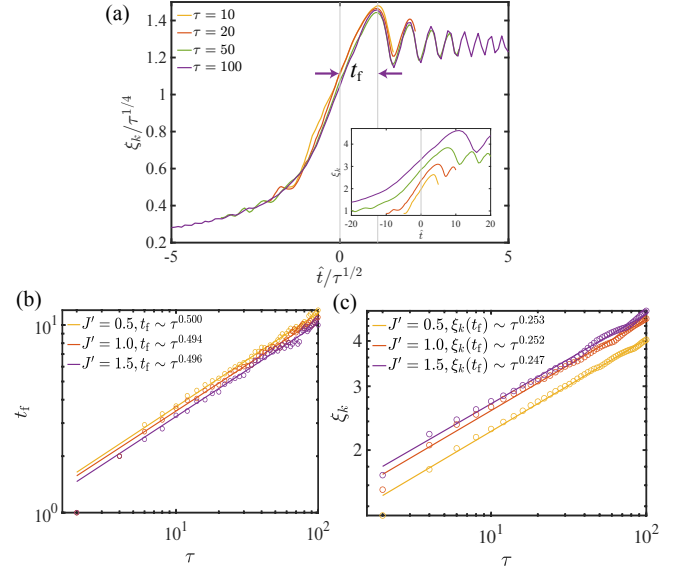 (a)
τ = 10
τ = 20
τ = 50
τ = 100
ξ_k/τ^{1/4}
1.4
1.2
1
0.8
0.6
0.4
0.2
t_f
ξ_k
4
3
2
1
-20 -10 0 10 20
t̂
-5 0 5
t̂/τ^{1/2}
(b)
J′ = 0.5, t_f ∼ τ^{0.500}
J′ = 1.0, t_f ∼ τ^{0.494}
J′ = 1.5, t_f ∼ τ^{0.496}
t_f
10^1
10^0
10^1 10^2
τ
(c)
J′ = 0.5, ξ_k(t_f) ∼ τ^{0.253}
J′ = 1.0, ξ_k(t_f) ∼ τ^{0.252}
J′ = 1.5, ξ_k(t_f) ∼ τ^{0.247}
ξ_k
4
3
2
10^1 10^2
τ